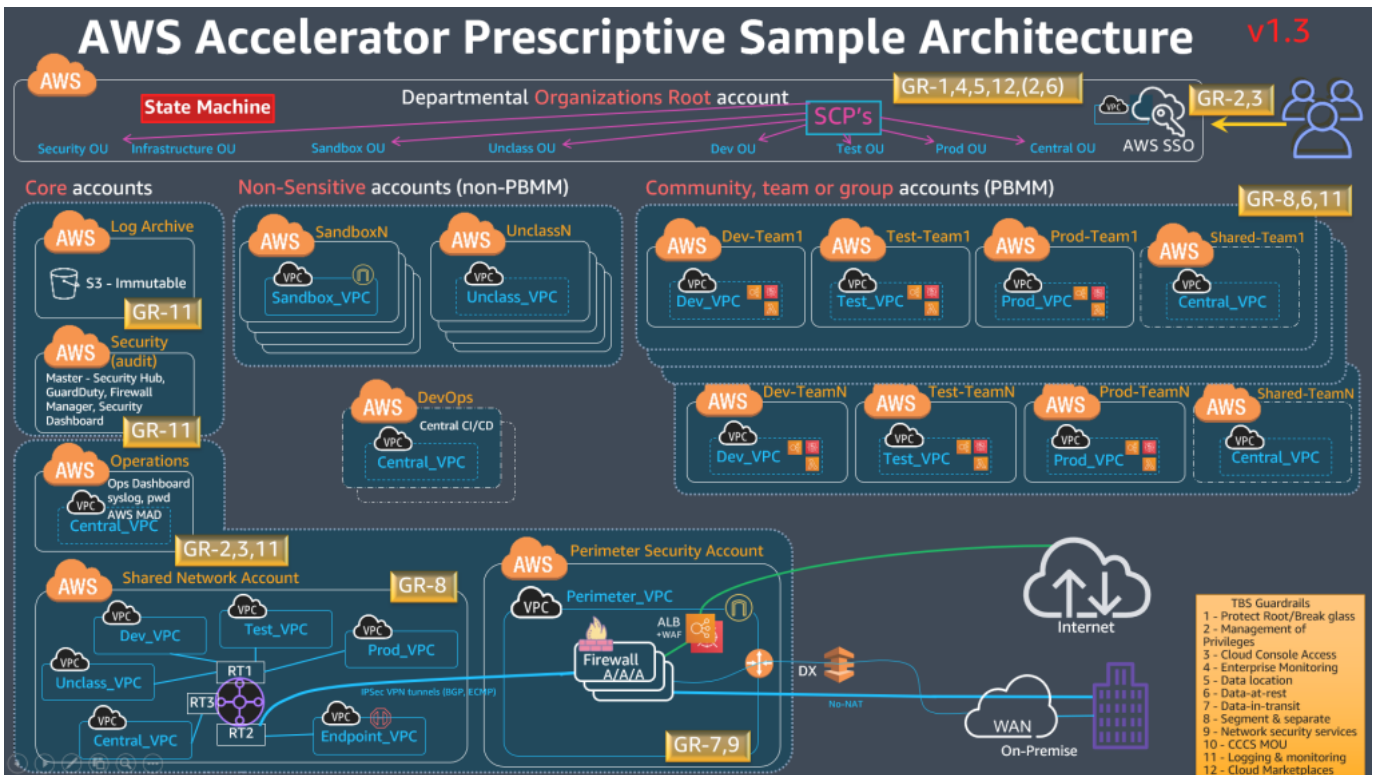 AWS Accelerator Prescriptive Sample Architecture
v1.3
AWS
State Machine
Departmental Organizations Root account
GR-1,4,5,12,(2,6)
SCP's
VPC
AWS SSO
GR-2,3
Security OU
Infrastructure OU
Sandbox OU
Unclass OU
Dev OU
Test OU
Prod OU
Central OU
Core accounts
AWS
Log Archive
S3 - Immutable
GR-11
AWS
Security
(audit)
Master - Security Hub,
GuardDuty, Firewall
Manager, Security
Dashboard
GR-11
AWS
Operations
Ops Dashboard
syslog, pwd
AWS MAD
VPC
Central_VPC
GR-2,3,11
Non-Sensitive accounts (non-PBMM)
AWS
SandboxN
VPC
Sandbox_VPC
AWS
UnclassN
VPC
Unclass_VPC
AWS
DevOps
Central CI/CD
VPC
Central_VPC
Community, team or group accounts (PBMM)
GR-8,6,11
AWS
Dev-Team1
VPC
Dev_VPC
AWS
Test-Team1
VPC
Test_VPC
AWS
Prod-Team1
VPC
Prod_VPC
AWS
Shared-Team1
VPC
Central_VPC
AWS
Dev-TeamN
VPC
Dev_VPC
AWS
Test-TeamN
VPC
Test_VPC
AWS
Prod-TeamN
VPC
Prod_VPC
AWS
Shared-TeamN
VPC
Central_VPC
AWS
Shared Network Account
GR-8
VPC
Dev_VPC
VPC
Test_VPC
VPC
Prod_VPC
VPC
Unclass_VPC
RT1
RT3
RT2
VPC
Central_VPC
VPC
Endpoint_VPC
IPSec VPN tunnels (BGP, ECMP)
AWS
Perimeter Security Account
VPC
Perimeter_VPC
ALB
+WAF
Firewall
A/A/A
GR-7,9
DX
No-NAT
Internet
WAN
On-Premise
TBS Guardrails
1 - Protect Root/Break glass
2 - Management of
Privileges
3 - Cloud Console Access
4 - Enterprise Monitoring
5 - Data location
6 - Data-at-rest
7 - Data-in-transit
8 - Segment & separate
9 - Network security services
10 - CCCS MOU
11 - Logging & monitoring
12 - Cloud Marketplaces